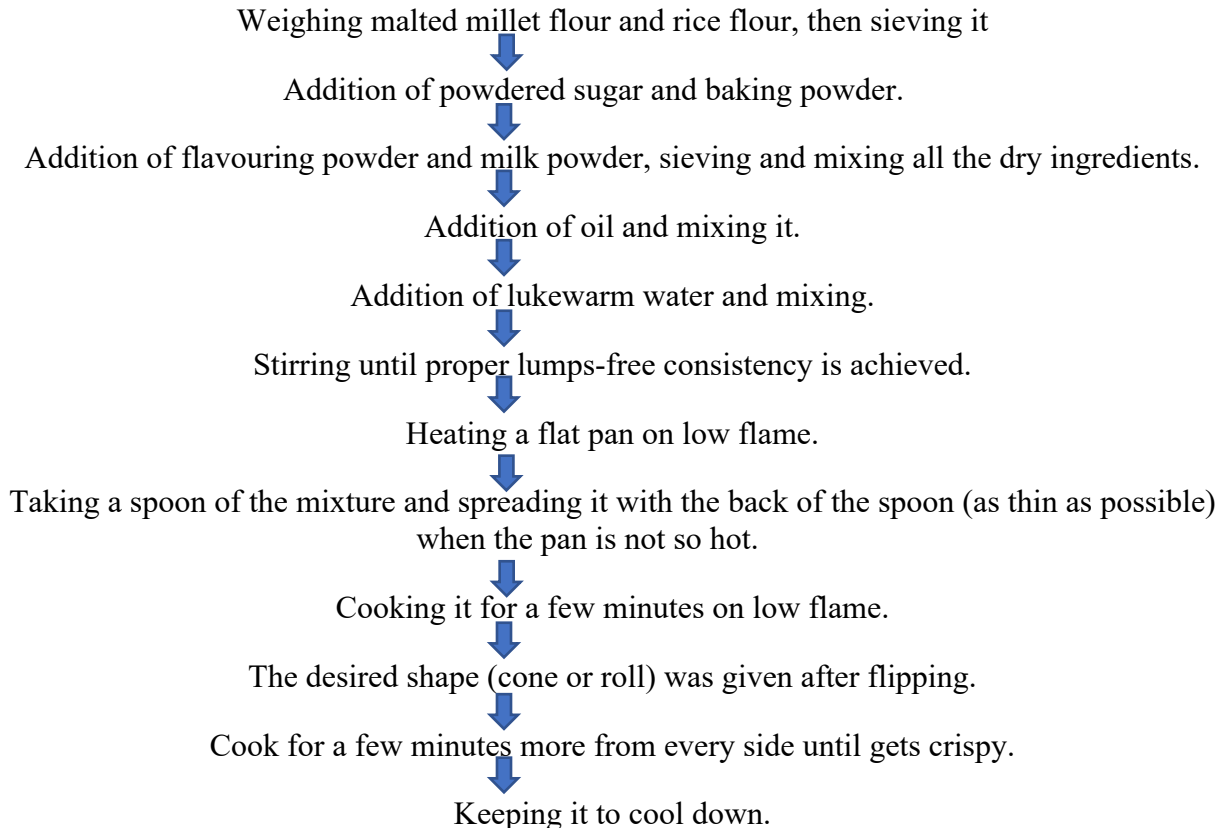 Weighing malted millet flour and rice flour, then sieving it
Addition of powdered sugar and baking powder.
Addition of flavouring powder and milk powder, sieving and mixing all the dry ingredients.
Addition of oil and mixing it.
Addition of lukewarm water and mixing.
Stirring until proper lumps-free consistency is achieved.
Heating a flat pan on low flame.
Taking a spoon of the mixture and spreading it with the back of the spoon (as thin as possible)
when the pan is not so hot.
Cooking it for a few minutes on low flame.
The desired shape (cone or roll) was given after flipping.
Cook for a few minutes more from every side until gets crispy.
Keeping it to cool down.